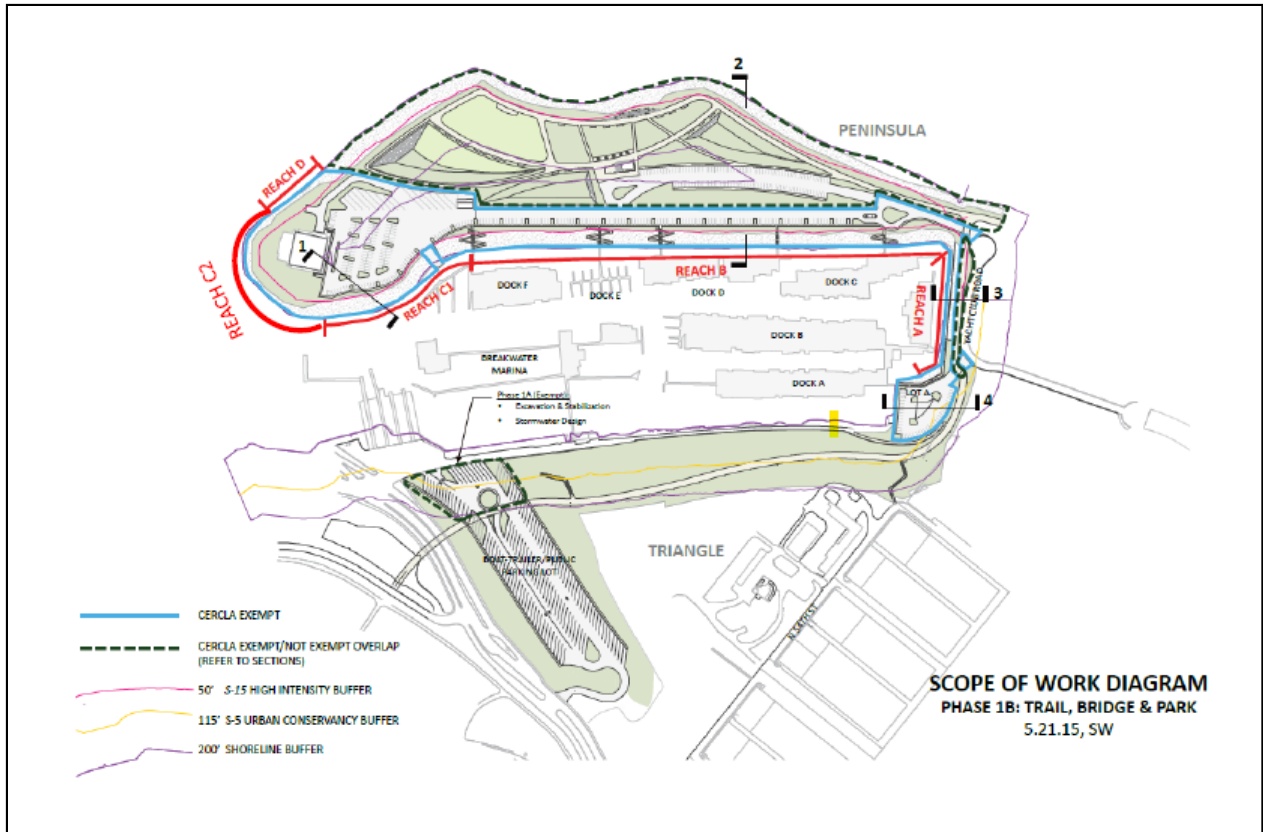 2
PENINSULA
REACH D
1
REACH C2
REACH C1
REACH B
DOCK F
DOCK E
DOCK D
DOCK C
REACH A
3
YACHT CLUB ROAD
DOCK B
BREAKWATER
MARINA
DOCK A
LOT A
4
Phase 1A (Exempt):
• Excavation & Stabilization
• Stormwater Design
TRIANGLE
BOAT-TRAILER/PUBLIC
PARKING LOT
N 54TH ST
CERCLA EXEMPT
CERCLA EXEMPT/NOT EXEMPT OVERLAP
(REFER TO SECTIONS)
50' S-15 HIGH INTENSITY BUFFER
115' S-5 URBAN CONSERVANCY BUFFER
200' SHORELINE BUFFER
SCOPE OF WORK DIAGRAM
PHASE 1B: TRAIL, BRIDGE & PARK
5.21.15, SW